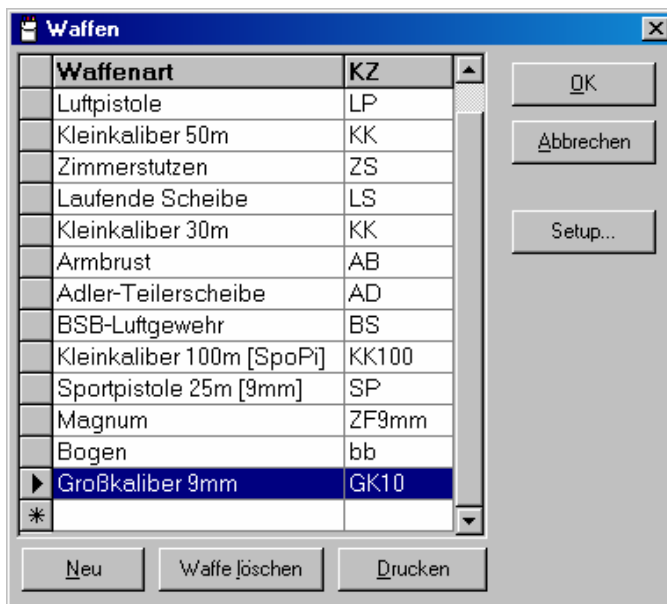 Waffen
Waffenart KZ
Luftpistole LP
Kleinkaliber 50m KK
Zimmerstutzen ZS
Laufende Scheibe LS
Kleinkaliber 30m KK
Armbrust AB
Adler-Teilerscheibe AD
BSB-Luftgewehr BS
Kleinkaliber 100m [SpoPi] KK100
Sportpistole 25m [9mm] SP
Magnum ZF9mm
Bogen bb
Großkaliber 9mm GK10
OK
Abbrechen
Setup...
Neu Waffe löschen Drucken